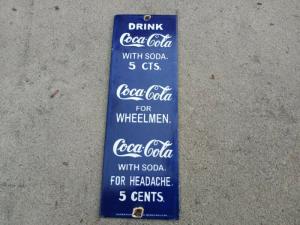 DRINK
Coca-Cola
WITH SODA.
5 CTS.
Coca-Cola
FOR
WHEELMEN.
Coca-Cola
WITH SODA.
FOR HEADACHE.
5 CENTS.